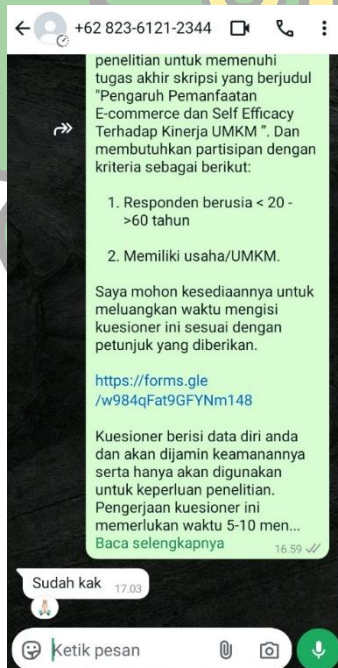 +62 823-6121-2344
penelitian untuk memenuhi
tugas akhir skripsi yang berjudul
"Pengaruh Pemanfaatan
E-commerce dan Self Efficacy
Terhadap Kinerja UMKM ". Dan
membutuhkan partisipan dengan
kriteria sebagai berikut:
1. Responden berusia < 20 -
>60 tahun
2. Memiliki usaha/UMKM.
Saya mohon kesediaannya untuk
meluangkan waktu mengisi
kuesioner ini sesuai dengan
petunjuk yang diberikan.
https://forms.gle
/w984qFat9GFYNm148
Kuesioner berisi data diri anda
dan akan dijamin keamanannya
serta hanya akan digunakan
untuk keperluan penelitian.
Pengerjaan kuesioner ini
memerlukan waktu 5-10 men...
Baca selengkapnya 16.59
Sudah kak 17.03
Ketik pesan